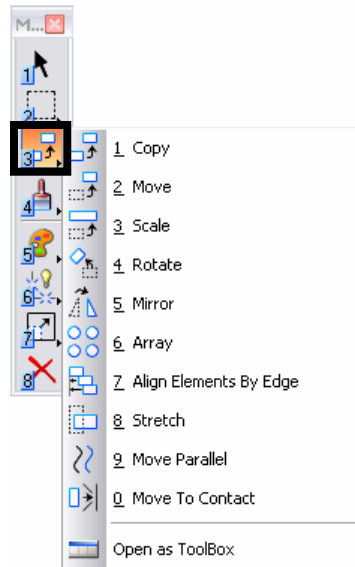 M...
1
2
3
4
5
6
7
8
1 Copy
2 Move
3 Scale
4 Rotate
5 Mirror
6 Array
7 Align Elements By Edge
8 Stretch
9 Move Parallel
0 Move To Contact
Open as ToolBox